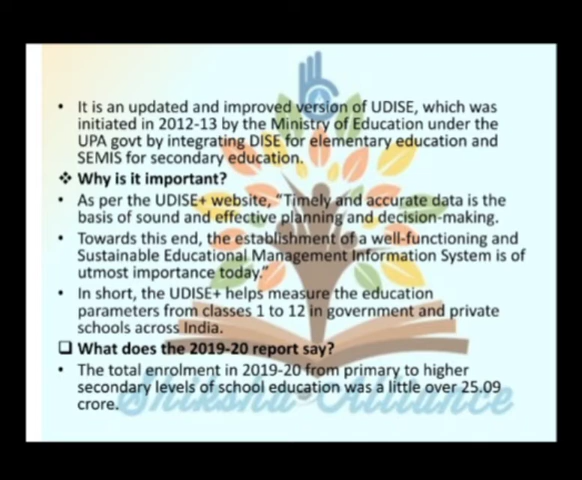 • It is an updated and improved version of UDISE, which was
initiated in 2012-13 by the Ministry of Education under the
UPA govt by integrating DISE for elementary education and
SEMIS for secondary education.
❖ Why is it important?
• As per the UDISE+ website, “Timely and accurate data is the
basis of sound and effective planning and decision-making.
• Towards this end, the establishment of a well-functioning and
Sustainable Educational Management Information System is of
utmost importance today.”
• In short, the UDISE+ helps measure the education
parameters from classes 1 to 12 in government and private
schools across India.
❑ What does the 2019-20 report say?
• The total enrolment in 2019-20 from primary to higher
secondary levels of school education was a little over 25.09
crore.
Shiksha Alliance